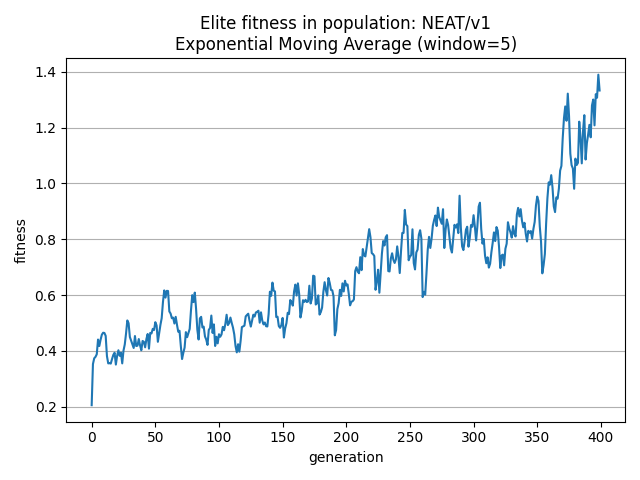 Elite fitness in population: NEAT/v1
Exponential Moving Average (window=5)
fitness
1.4
1.2
1.0
0.8
0.6
0.4
0.2
0 50 100 150 200 250 300 350 400
generation